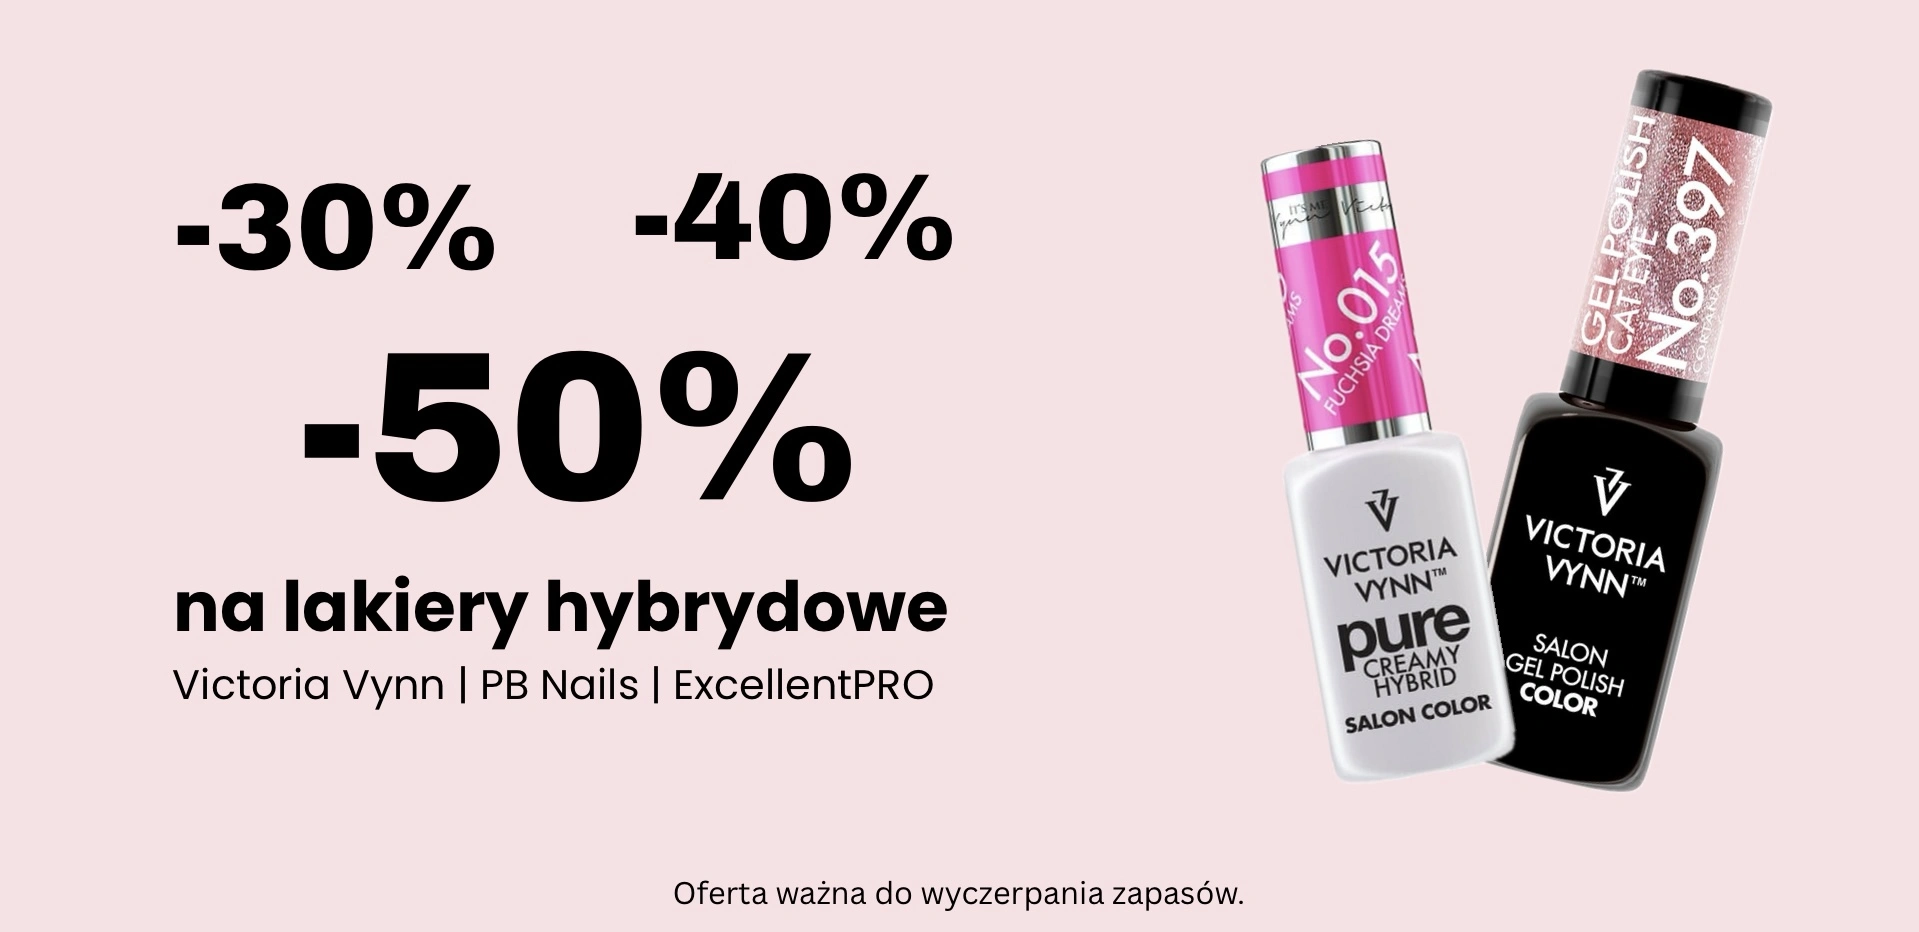 -30%
-40%
-50%
na lakiery hybrydowe
Victoria Vynn | PB Nails | ExcellentPRO
IT'S ME
No.015
FUCHSIA DREAMS
VICTORIA
VYNN™
pure
CREAMY
HYBRID
SALON COLOR
GEL POLISH
CAT EYE
No.397
VICTORIA
VYNN™
SALON
GEL POLISH
COLOR
Oferta ważna do wyczerpania zapasów.